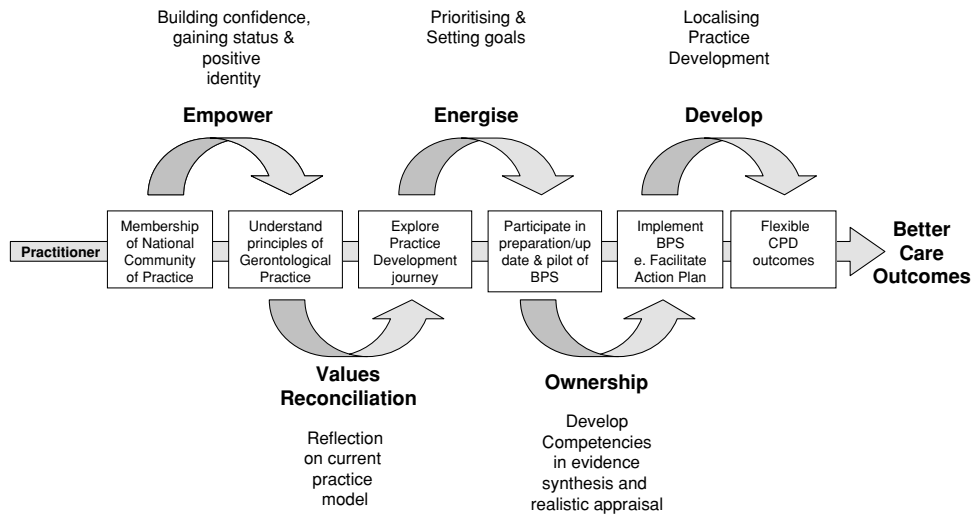 Building confidence,
gaining status &
positive
identity
Empower
Prioritising &
Setting goals
Energise
Localising
Practice
Development
Develop
Practitioner
Membership
of National
Community
of Practice
Understand
principles of
Gerontological
Practice
Explore
Practice
Development
journey
Participate in
preparation/up
date & pilot of
BPS
Implement
BPS
e. Facilitate
Action Plan
Flexible
CPD
outcomes
Better
Care
Outcomes
Values
Reconciliation
Reflection
on current
practice
model
Ownership
Develop
Competencies
in evidence
synthesis and
realistic appraisal